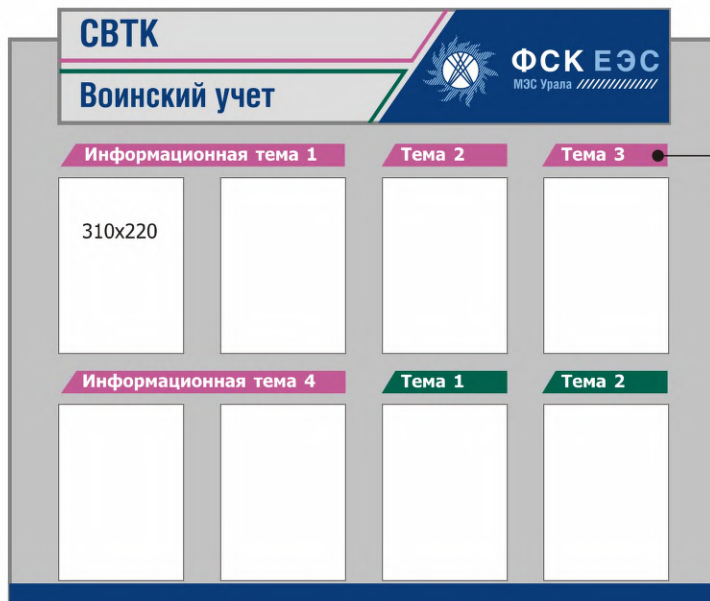 СВТК
Воинский учет
ФСК ЕЭС
МЭС Урала
Информационная тема 1
Тема 2
Тема 3
310x220
Информационная тема 4
Тема 1
Тема 2